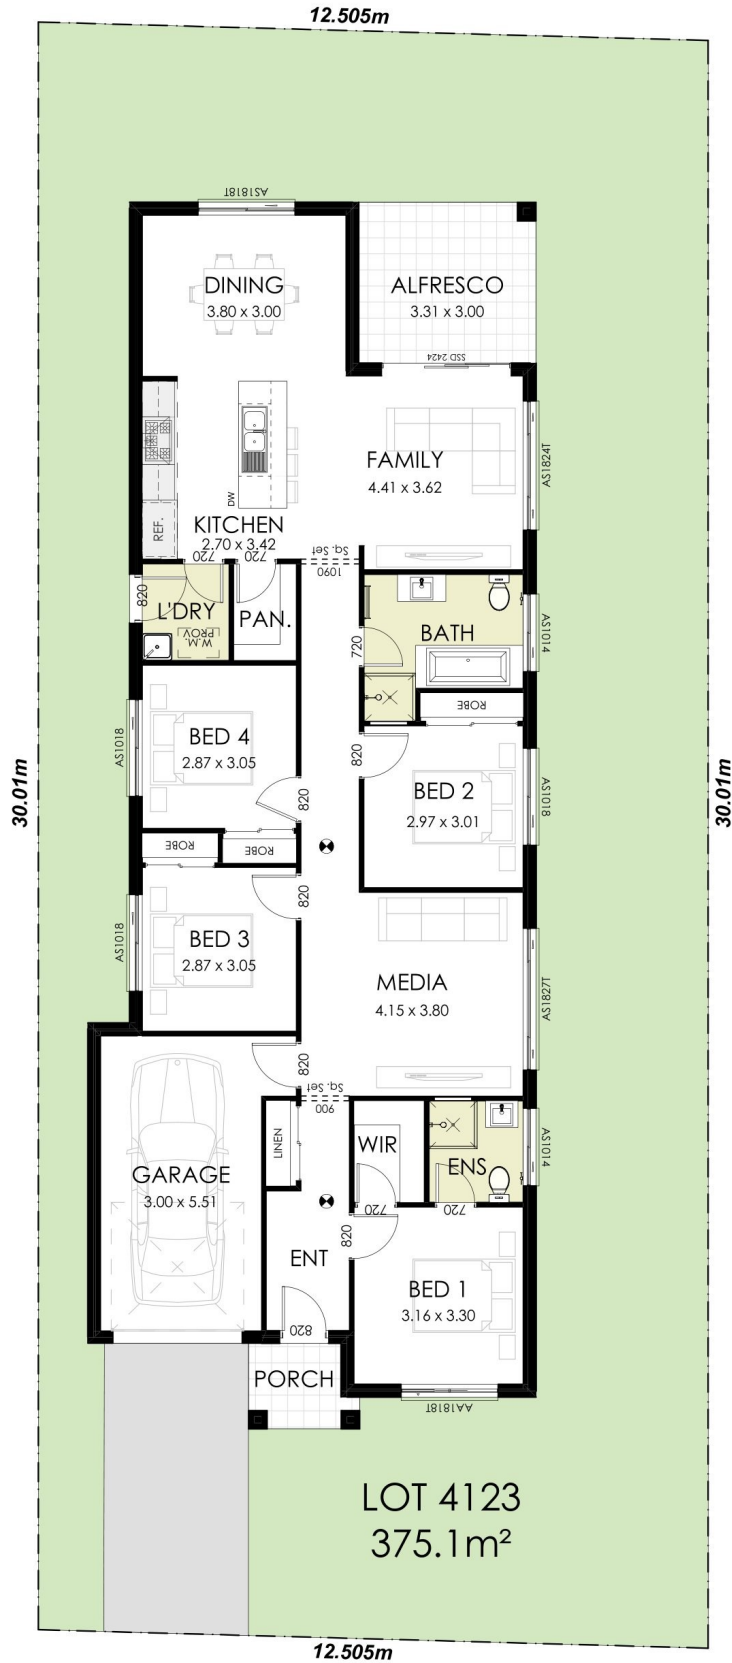 12.505m
AS1818T
DINING
3.80 x 3.00
ALFRESCO
3.31 x 3.00
SSD 2424
FAMILY
4.41 x 3.62
AS1824T
DW
REF.
KITCHEN
2.70 x 3.42
720
720
Sq. Set
1090
820
L'DRY
W.M.
PROV.
PAN.
BATH
720
AS1014
ROBE
BED 4
2.87 x 3.05
AS1018
820
820
BED 2
2.97 x 3.01
AS1018
30.01m
30.01m
ROBE
ROBE
820
BED 3
2.87 x 3.05
AS1018
MEDIA
4.15 x 3.80
AS1827T
820
Sq. Set
900
LINEN
WIR
ENS
AS1014
GARAGE
3.00 x 5.51
720
720
820
ENT
BED 1
3.16 x 3.30
820
PORCH
AA1818T
LOT 4123
375.1m²
12.505m